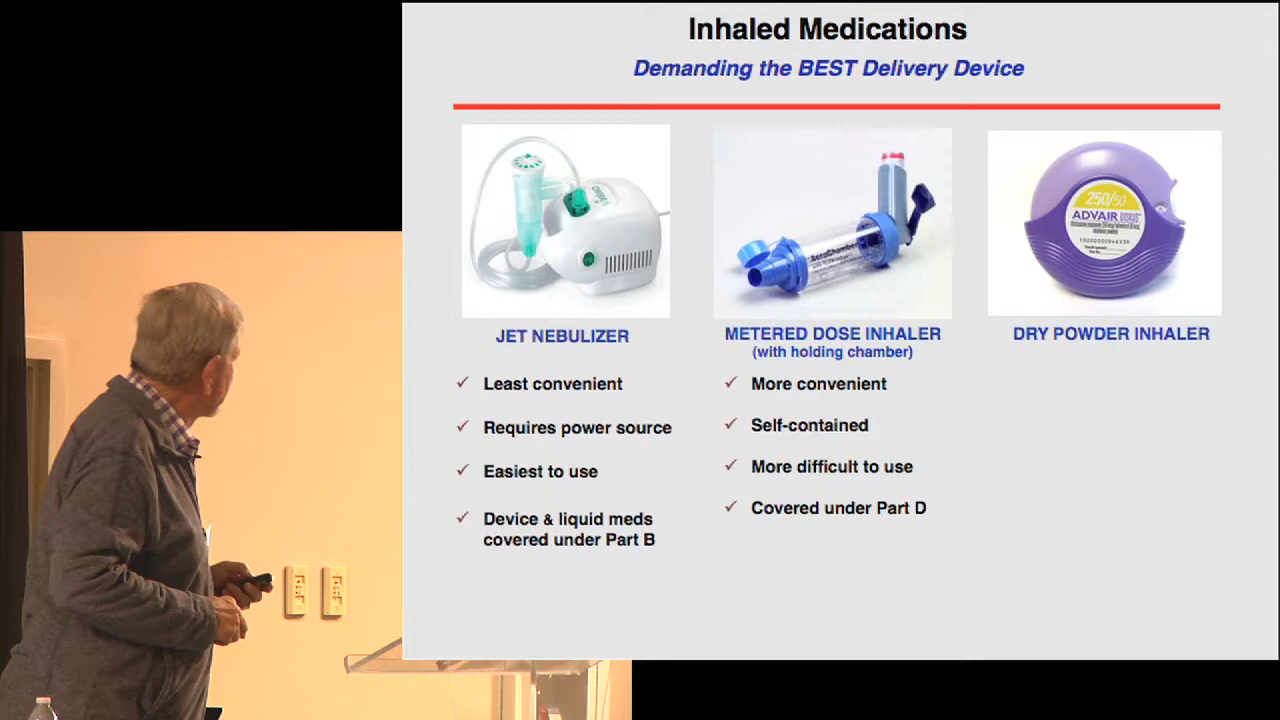 Inhaled Medications
Demanding the BEST Delivery Device
250/50
ADVAIR DISKUS
AeroChamber
JET NEBULIZER
METERED DOSE INHALER
(with holding chamber)
DRY POWDER INHALER
✓ Least convenient
✓ Requires power source
✓ Easiest to use
✓ Device & liquid meds
covered under Part B
✓ More convenient
✓ Self-contained
✓ More difficult to use
✓ Covered under Part D